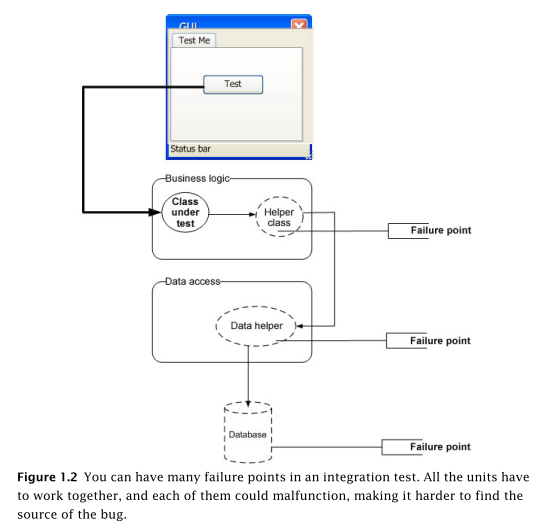 GUI
Test Me
Test
Status bar
Business logic
Class
under
test
Helper
class
Failure point
Data access
Data helper
Failure point
Database
Failure point
Figure 1.2 You can have many failure points in an integration test. All the units have
to work together, and each of them could malfunction, making it harder to find the
source of the bug.